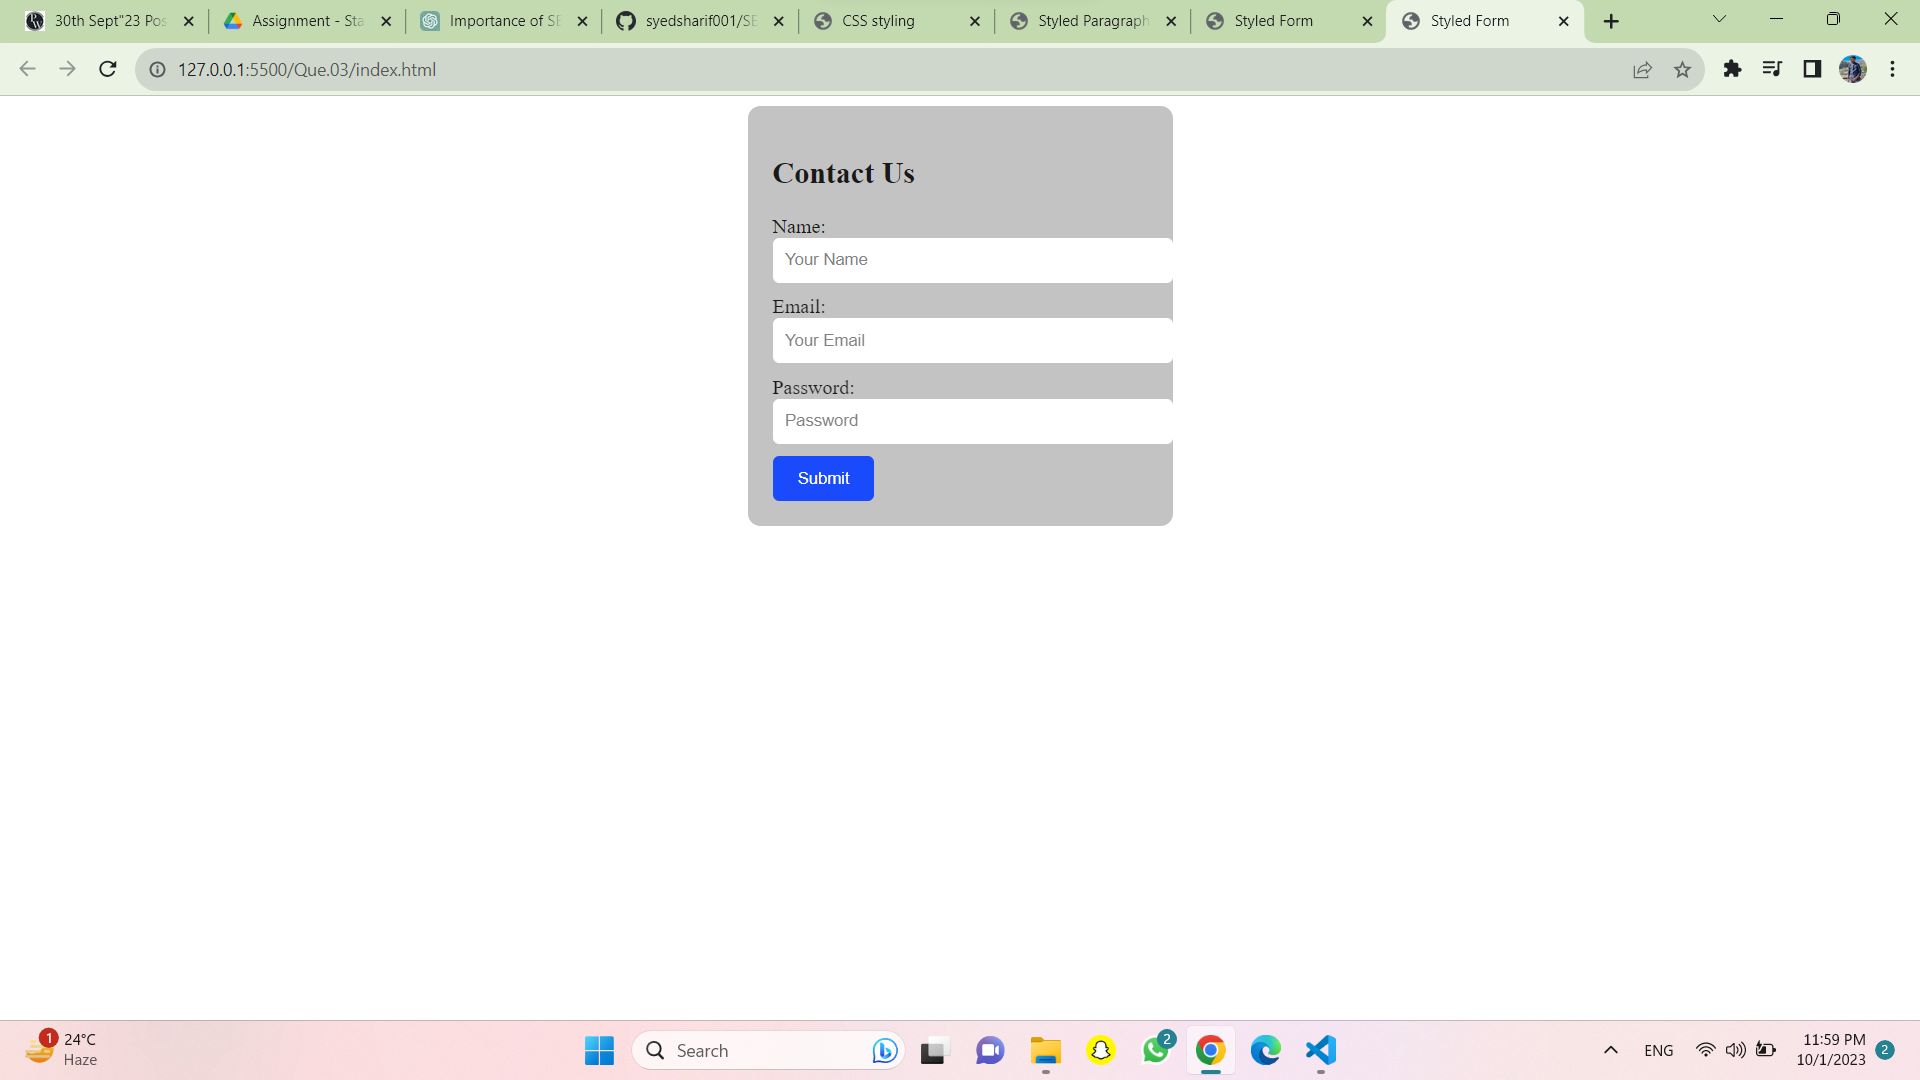 30th Sept"23 Pos
Assignment - Sta
Importance of SE
syedsharif001/SE
CSS styling
Styled Paragraph
Styled Form
Styled Form
127.0.0.1:5500/Que.03/index.html
Contact Us
Name:
Your Name
Email:
Your Email
Password:
Password
Submit
1
24°C
Haze
Search
2
ENG
11:59 PM
10/1/2023
2